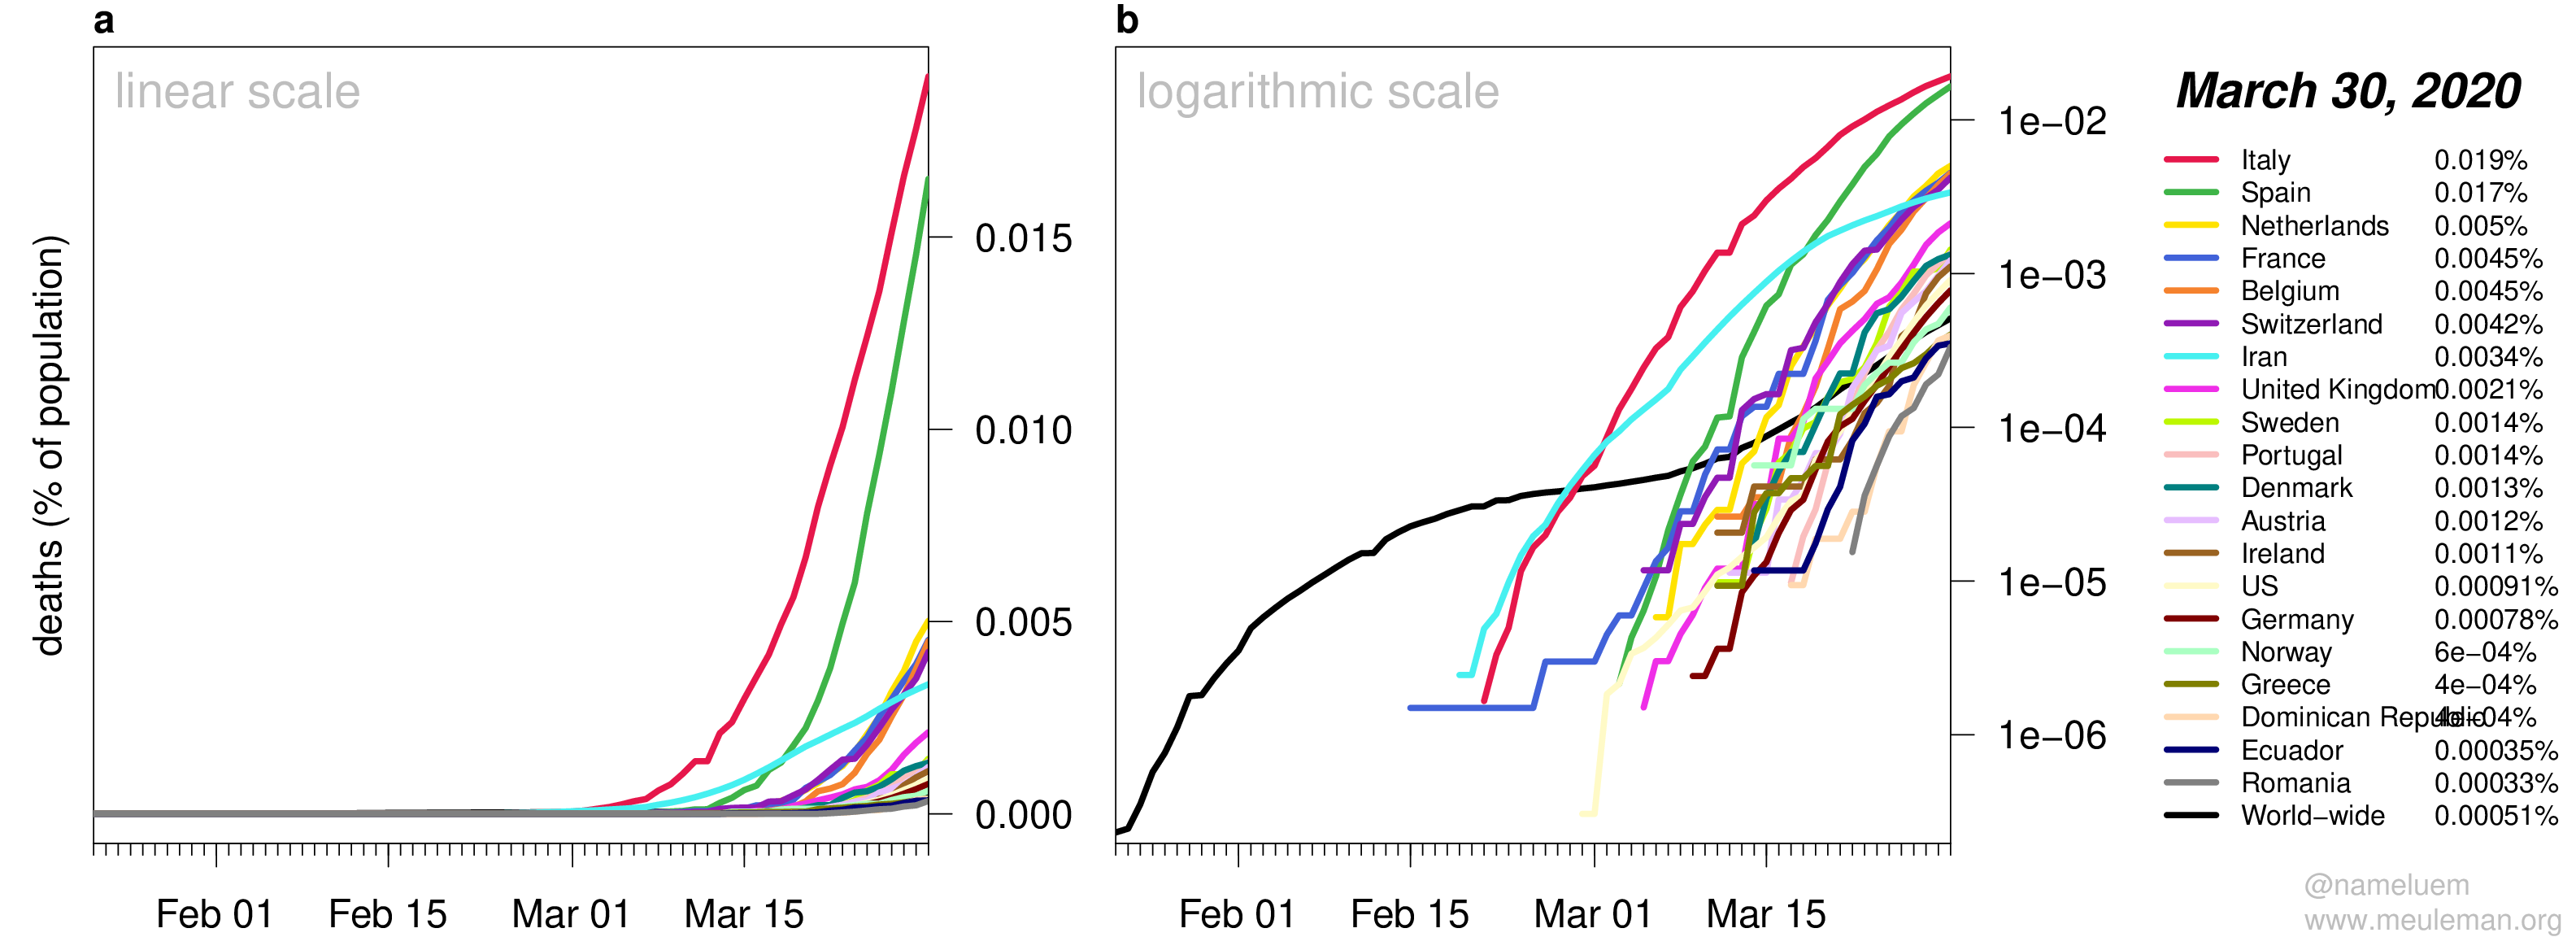 a
linear scale
deaths (% of population)
0.015
0.010
0.005
0.000
Feb 01 Feb 15 Mar 01 Mar 15
b
logarithmic scale
1e−02
1e−03
1e−04
1e−05
1e−06
Feb 01 Feb 15 Mar 01 Mar 15
March 30, 2020
Italy 0.019%
Spain 0.017%
Netherlands 0.005%
France 0.0045%
Belgium 0.0045%
Switzerland 0.0042%
Iran 0.0034%
United Kingdom 0.0021%
Sweden 0.0014%
Portugal 0.0014%
Denmark 0.0013%
Austria 0.0012%
Ireland 0.0011%
US 0.00091%
Germany 0.00078%
Norway 6e−04%
Greece 4e−04%
Dominican Republic 4e−04%
Ecuador 0.00035%
Romania 0.00033%
World−wide 0.00051%
@nameluem
www.meuleman.org